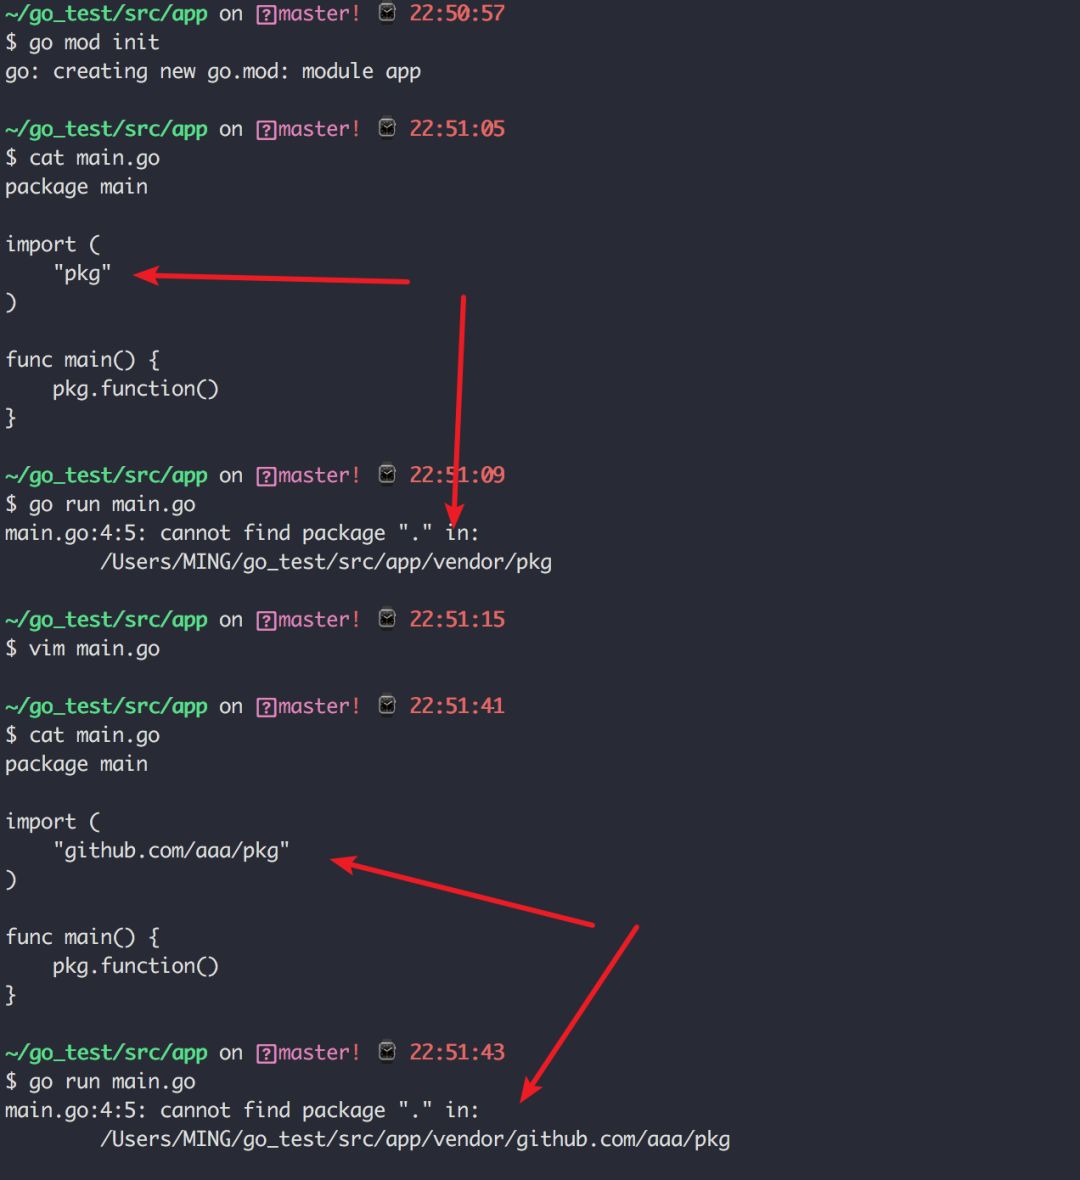 ~/go_test/src/app on ?master! 22:50:57
$ go mod init
go: creating new go.mod: module app
~/go_test/src/app on ?master! 22:51:05
$ cat main.go
package main
import (
"pkg"
)
func main() {
pkg.function()
}
~/go_test/src/app on ?master! 22:51:09
$ go run main.go
main.go:4:5: cannot find package "." in:
/Users/MING/go_test/src/app/vendor/pkg
~/go_test/src/app on ?master! 22:51:15
$ vim main.go
~/go_test/src/app on ?master! 22:51:41
$ cat main.go
package main
import (
"github.com/aaa/pkg"
)
func main() {
pkg.function()
}
~/go_test/src/app on ?master! 22:51:43
$ go run main.go
main.go:4:5: cannot find package "." in:
/Users/MING/go_test/src/app/vendor/github.com/aaa/pkg